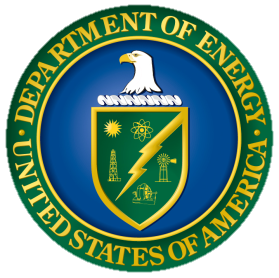 DEPARTMENT OF ENERGY
UNITED STATES OF AMERICA